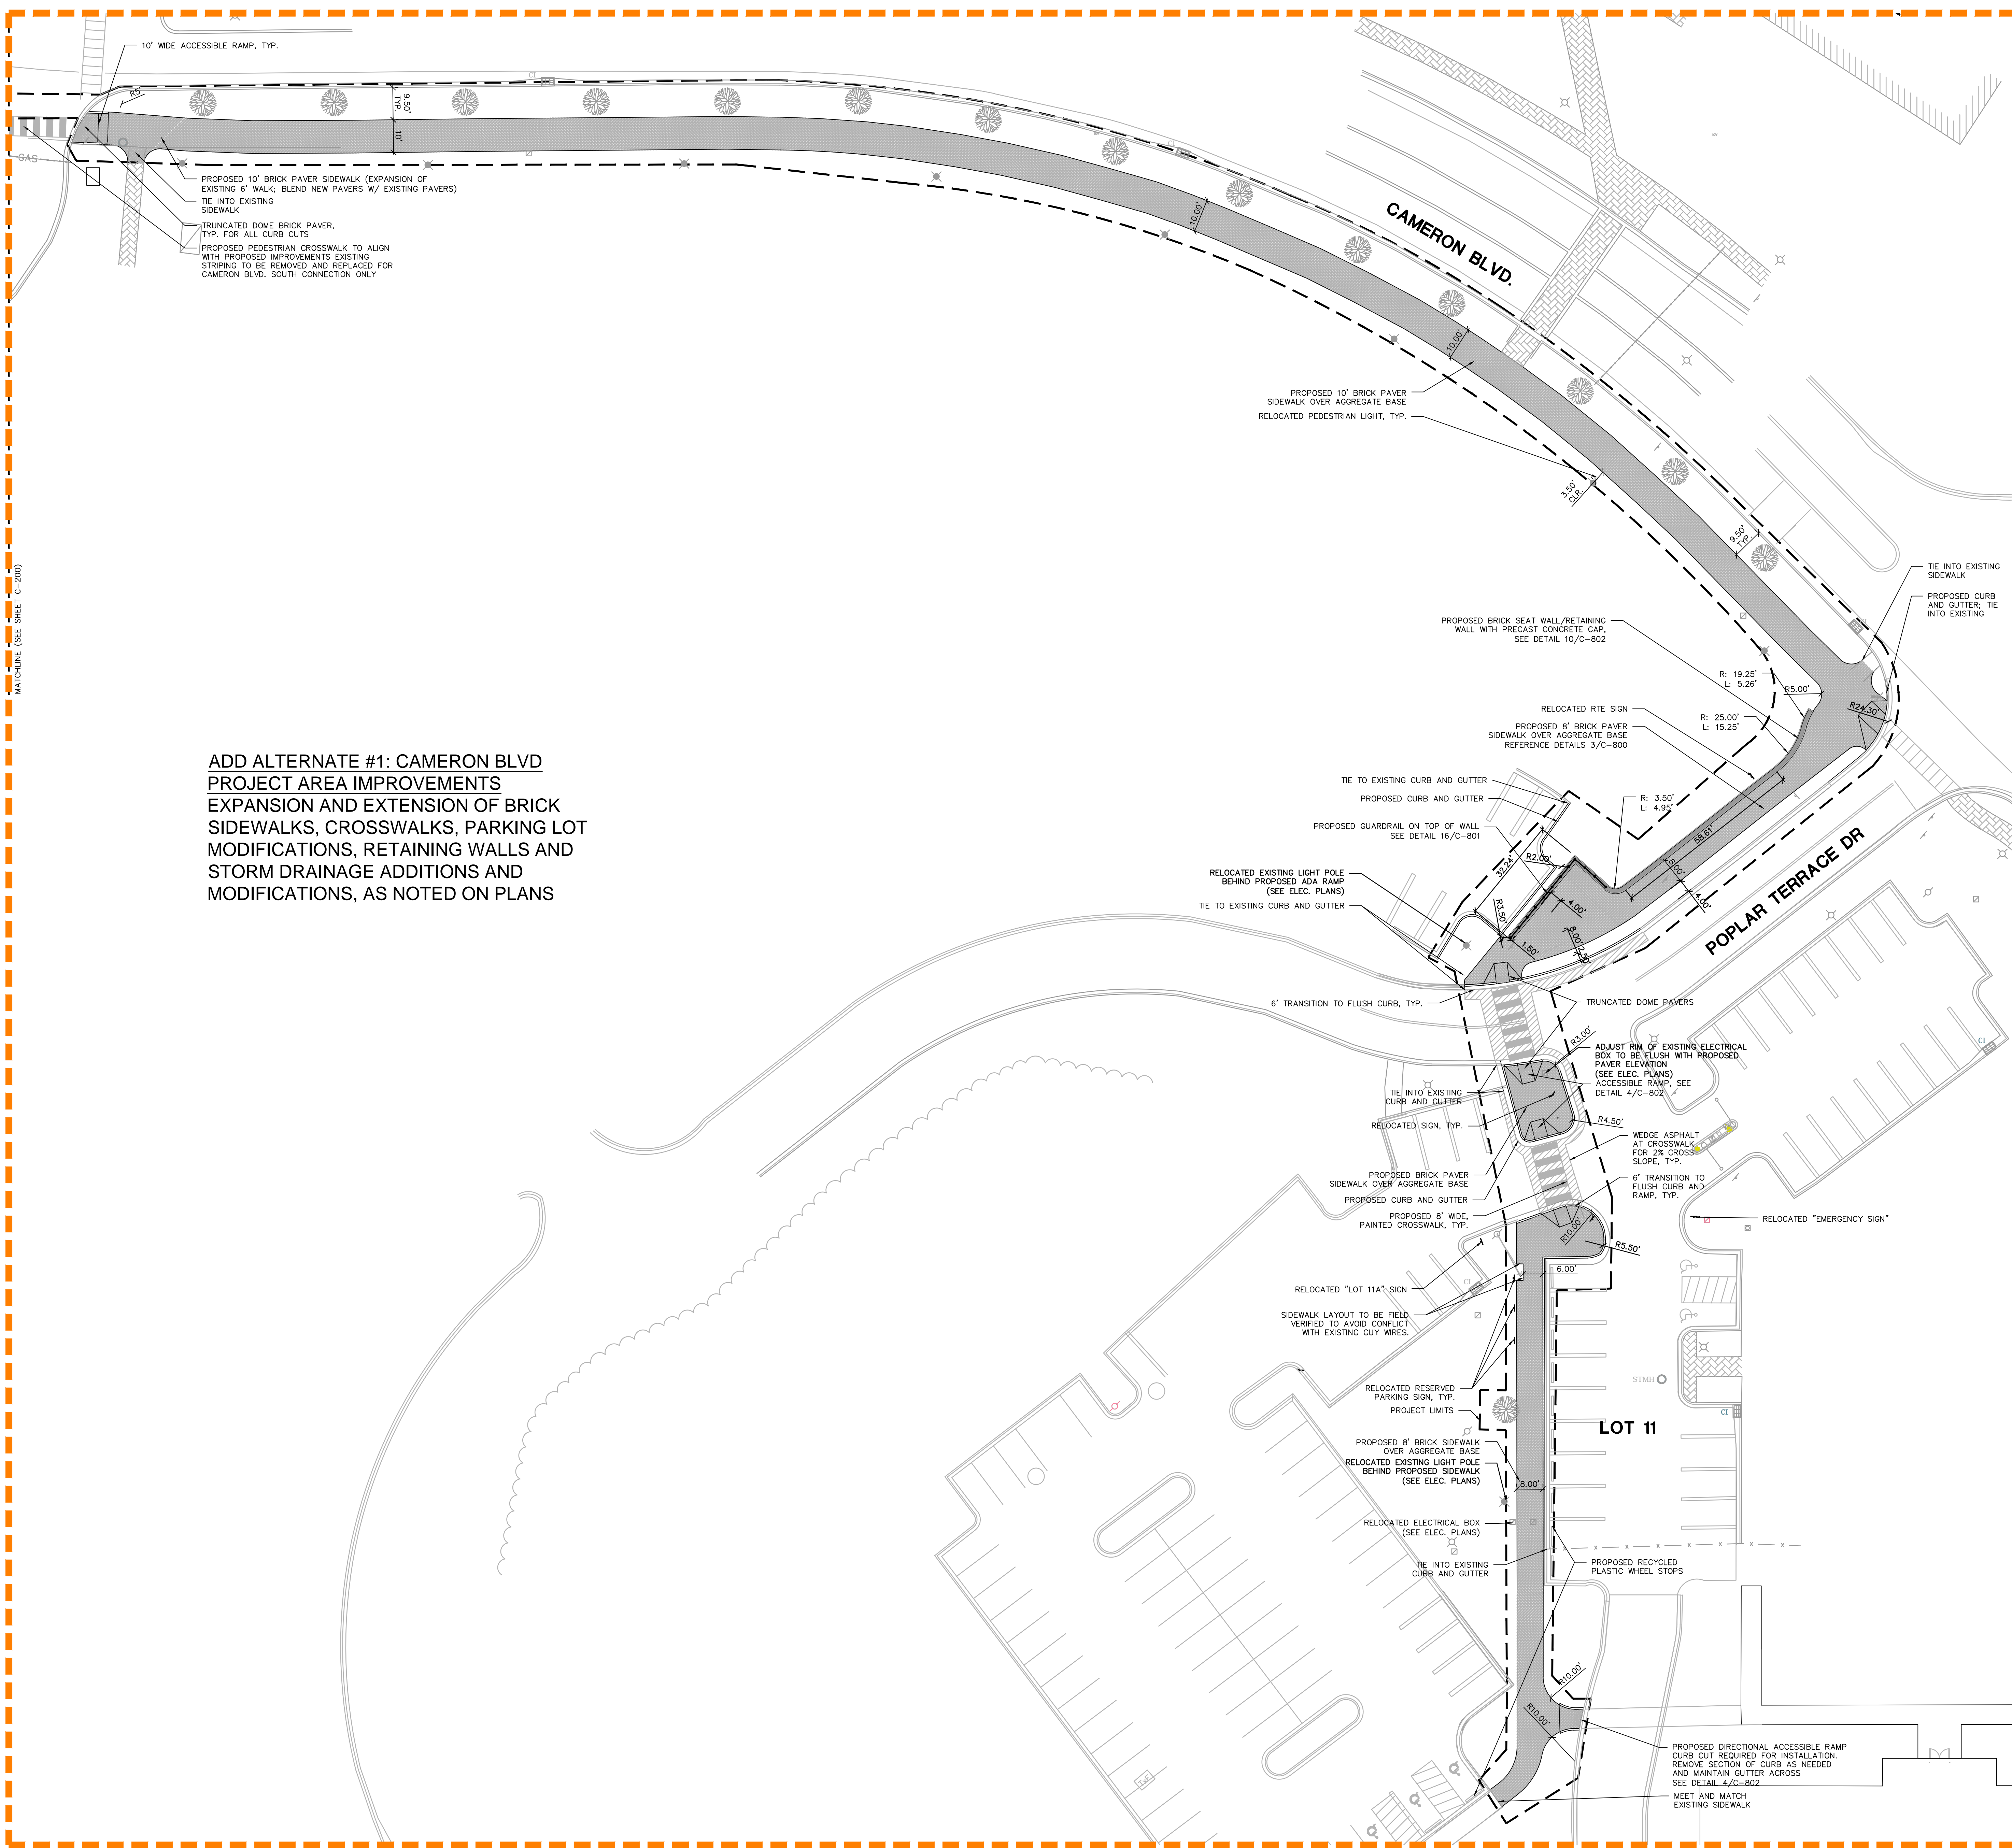 10' WIDE ACCESSIBLE RAMP, TYP.
CI
R5'
9.50'
TYP.
10'
GAS
PROPOSED 10' BRICK PAVER SIDEWALK (EXPANSION OF
EXISTING 6' WALK; BLEND NEW PAVERS W/ EXISTING PAVERS)
TIE INTO EXISTING
SIDEWALK
TRUNCATED DOME BRICK PAVER,
TYP. FOR ALL CURB CUTS
PROPOSED PEDESTRIAN CROSSWALK TO ALIGN
WITH PROPOSED IMPROVEMENTS EXISTING
STRIPING TO BE REMOVED AND REPLACED FOR
CAMERON BLVD. SOUTH CONNECTION ONLY
CI
10.00'
CAMERON BLVD.
10.00'
PROPOSED 10' BRICK PAVER
SIDEWALK OVER AGGREGATE BASE
RELOCATED PEDESTRIAN LIGHT, TYP.
3.50'
CLR.
9.50'
TYP.
TIE INTO EXISTING
SIDEWALK
PROPOSED CURB
AND GUTTER; TIE
INTO EXISTING
MATCHLINE (SEE SHEET C-200)
PROPOSED BRICK SEAT WALL/RETAINING
WALL WITH PRECAST CONCRETE CAP,
SEE DETAIL 10/C-802
R: 19.25'
L: 5.26'
R5.00'
R24.30'
RELOCATED RTE SIGN
R: 25.00'
L: 15.25'
PROPOSED 8' BRICK PAVER
SIDEWALK OVER AGGREGATE BASE
REFERENCE DETAILS 3/C-800
ADD ALTERNATE #1: CAMERON BLVD
PROJECT AREA IMPROVEMENTS
EXPANSION AND EXTENSION OF BRICK
SIDEWALKS, CROSSWALKS, PARKING LOT
MODIFICATIONS, RETAINING WALLS AND
STORM DRAINAGE ADDITIONS AND
MODIFICATIONS, AS NOTED ON PLANS
TIE TO EXISTING CURB AND GUTTER
PROPOSED CURB AND GUTTER
R: 3.50'
L: 4.95'
PROPOSED GUARDRAIL ON TOP OF WALL
SEE DETAIL 16/C-801
58.61'
R2.00'
32.24'
8.00'
4.00'
POPLAR TERRACE DR
RELOCATED EXISTING LIGHT POLE
BEHIND PROPOSED ADA RAMP
(SEE ELEC. PLANS)
TIE TO EXISTING CURB AND GUTTER
R3.50'
4.00'
1.50'
8.00'
2.50'
6' TRANSITION TO FLUSH CURB, TYP.
TRUNCATED DOME PAVERS
R3.00'
ADJUST RIM OF EXISTING ELECTRICAL
BOX TO BE FLUSH WITH PROPOSED
PAVER ELEVATION
(SEE ELEC. PLANS)
ACCESSIBLE RAMP, SEE
DETAIL 4/C-802
CI
TIE INTO EXISTING
CURB AND GUTTER
RELOCATED SIGN, TYP.
R4.50'
WEDGE ASPHALT
AT CROSSWALK
FOR 2% CROSS
SLOPE, TYP.
PROPOSED BRICK PAVER
SIDEWALK OVER AGGREGATE BASE
PROPOSED CURB AND GUTTER
6' TRANSITION TO
FLUSH CURB AND
RAMP, TYP.
PROPOSED 8' WIDE,
PAINTED CROSSWALK, TYP.
RELOCATED "EMERGENCY SIGN"
R10.00'
R5.50'
6.00'
RELOCATED "LOT 11A" SIGN
CI
SIDEWALK LAYOUT TO BE FIELD
VERIFIED TO AVOID CONFLICT
WITH EXISTING GUY WIRES.
RELOCATED RESERVED
PARKING SIGN, TYP.
STMH
PROJECT LIMITS
CI
LOT 11
PROPOSED 8' BRICK SIDEWALK
OVER AGGREGATE BASE
RELOCATED EXISTING LIGHT POLE
BEHIND PROPOSED SIDEWALK
(SEE ELEC. PLANS)
8.00'
RELOCATED ELECTRICAL BOX
(SEE ELEC. PLANS)
TIE INTO EXISTING
CURB AND GUTTER
PROPOSED RECYCLED
PLASTIC WHEEL STOPS
R10.00'
R10.00'
PROPOSED DIRECTIONAL ACCESSIBLE RAMP
CURB CUT REQUIRED FOR INSTALLATION.
REMOVE SECTION OF CURB AS NEEDED
AND MAINTAIN GUTTER ACROSS
SEE DETAIL 4/C-802
MEET AND MATCH
EXISTING SIDEWALK